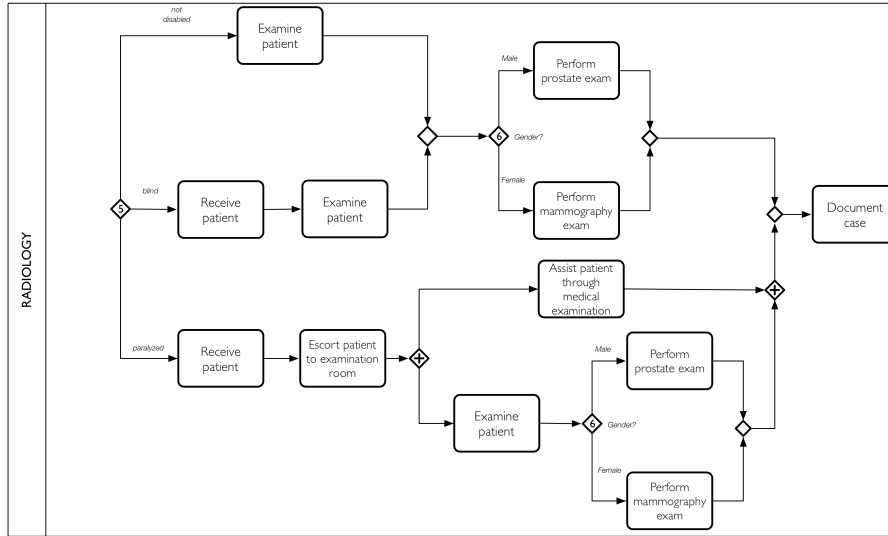 RADIOLOGY
not
disabled
Examine
patient
5
blind
Receive
patient
Examine
patient
6
Gender?
Male
Perform
prostate exam
Female
Perform
mammography
exam
Document
case
paralyzed
Receive
patient
Escort patient
to examination
room
Assist patient
through
medical
examination
Examine
patient
6
Gender?
Male
Perform
prostate exam
Female
Perform
mammography
exam